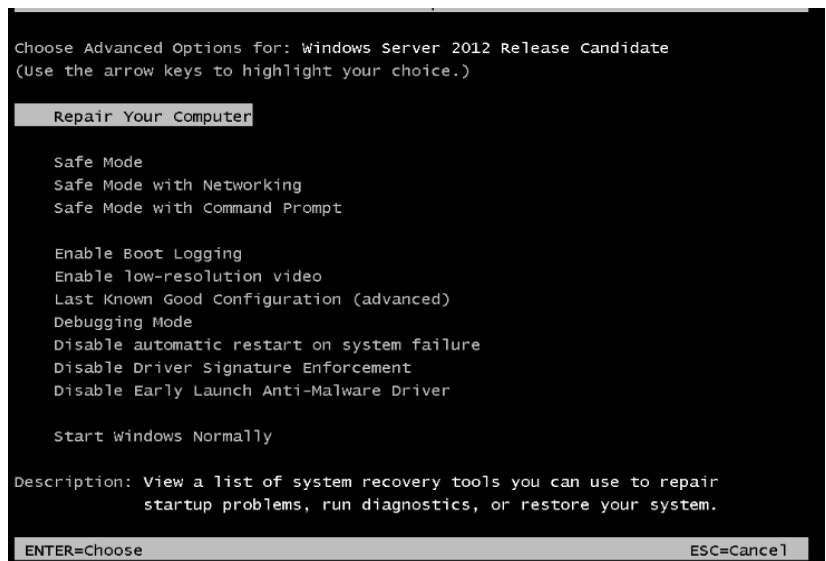 Choose Advanced Options for: Windows Server 2012 Release Candidate
(Use the arrow keys to highlight your choice.)
Repair Your Computer
Safe Mode
Safe Mode with Networking
Safe Mode with Command Prompt
Enable Boot Logging
Enable low-resolution video
Last Known Good Configuration (advanced)
Debugging Mode
Disable automatic restart on system failure
Disable Driver Signature Enforcement
Disable Early Launch Anti-Malware Driver
Start Windows Normally
Description: View a list of system recovery tools you can use to repair
startup problems, run diagnostics, or restore your system.
ENTER=Choose ESC=Cancel